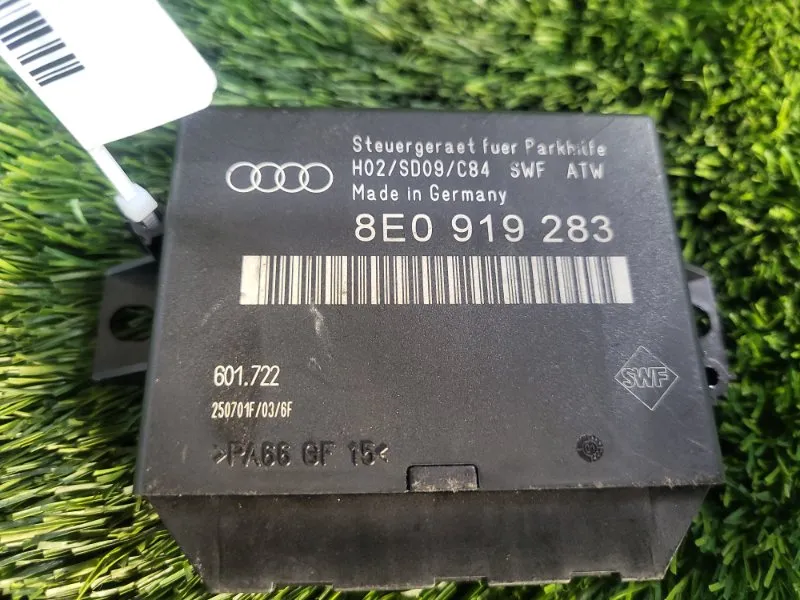 Steuergeraet fuer Parkhilfe
H02/SD09/C84 SWF ATW
Made in Germany
8E0 919 283
601.722
250701F/03/6F
SWF
>PA66 GF 15<